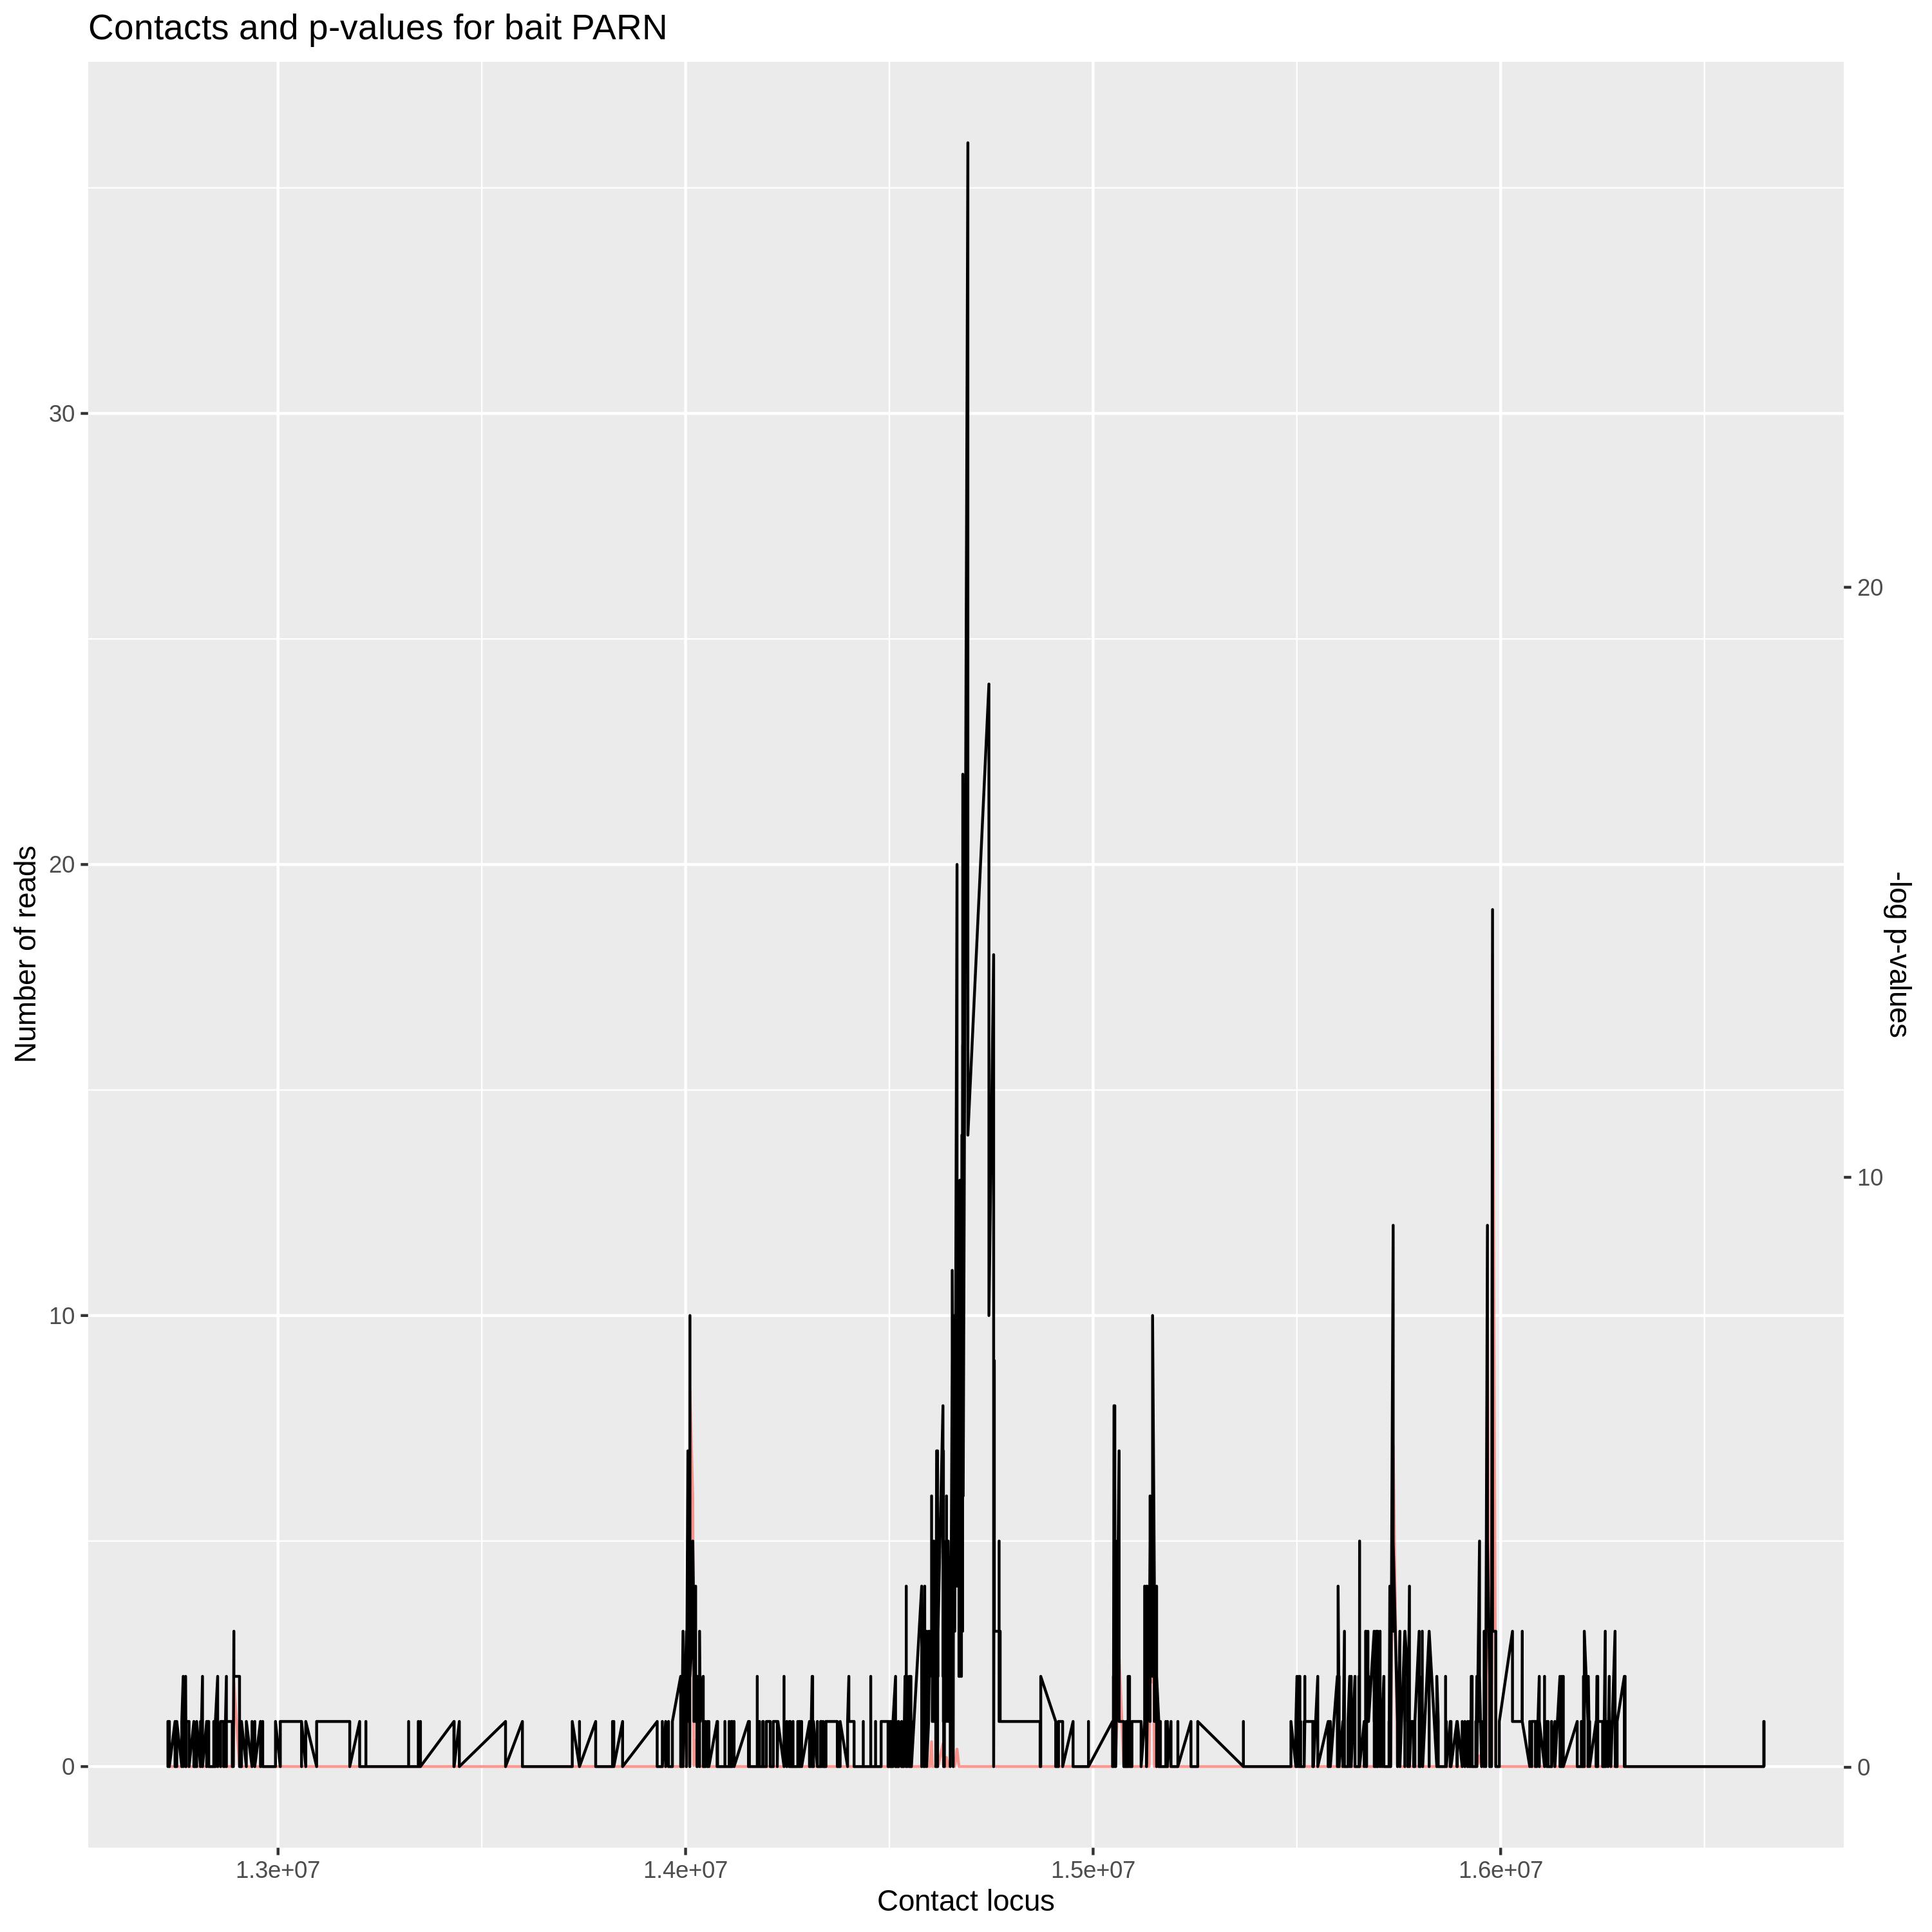 Contacts and p-values for bait PARN
30
20
10
0
Number of reads
20
10
0
-log p-values
1.3e+07
1.4e+07
1.5e+07
1.6e+07
Contact locus